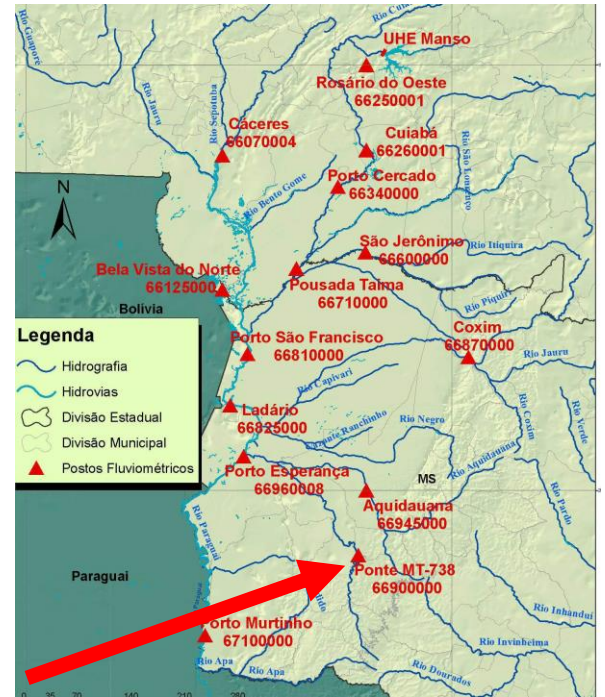 Rio Guaporé
Rio Jauru
Rio Sepotuba
UHE Manso
Rosário do Oeste
66250001
Cáceres
66070004
Cuiabá
66260001
Rio São Lourenço
Porto Cercado
66340000
N
Rio Bento Gome
São Jerônimo
66600000
Rio Itiquira
Bela Vista do Norte
66125000
Pousada Taima
66710000
Bolívia
Rio Piquiri
Legenda
Hidrografia
Hidrovias
Divisão Estadual
Divisão Municipal
Postos Fluviométricos
Porto São Francisco
66810000
Coxim
66870000
Rio Jauru
Rio Capivari
Ladário
66825000
Rio Coxim
Rio Verde
Ranchinho
Rio Negro
Porto Esperança
66960008
Rio Aquidauana
MS
Aquidauana
66945000
Rio Pardo
Rio Paraguai
Ponte MT-738
66900000
Paraguai
Rio Inhanduí
Porto Murtinho
67100000
Rio Invinheima
Rio Apa
Rio Apa
Rio Dourados
0 35 70 140 210 280